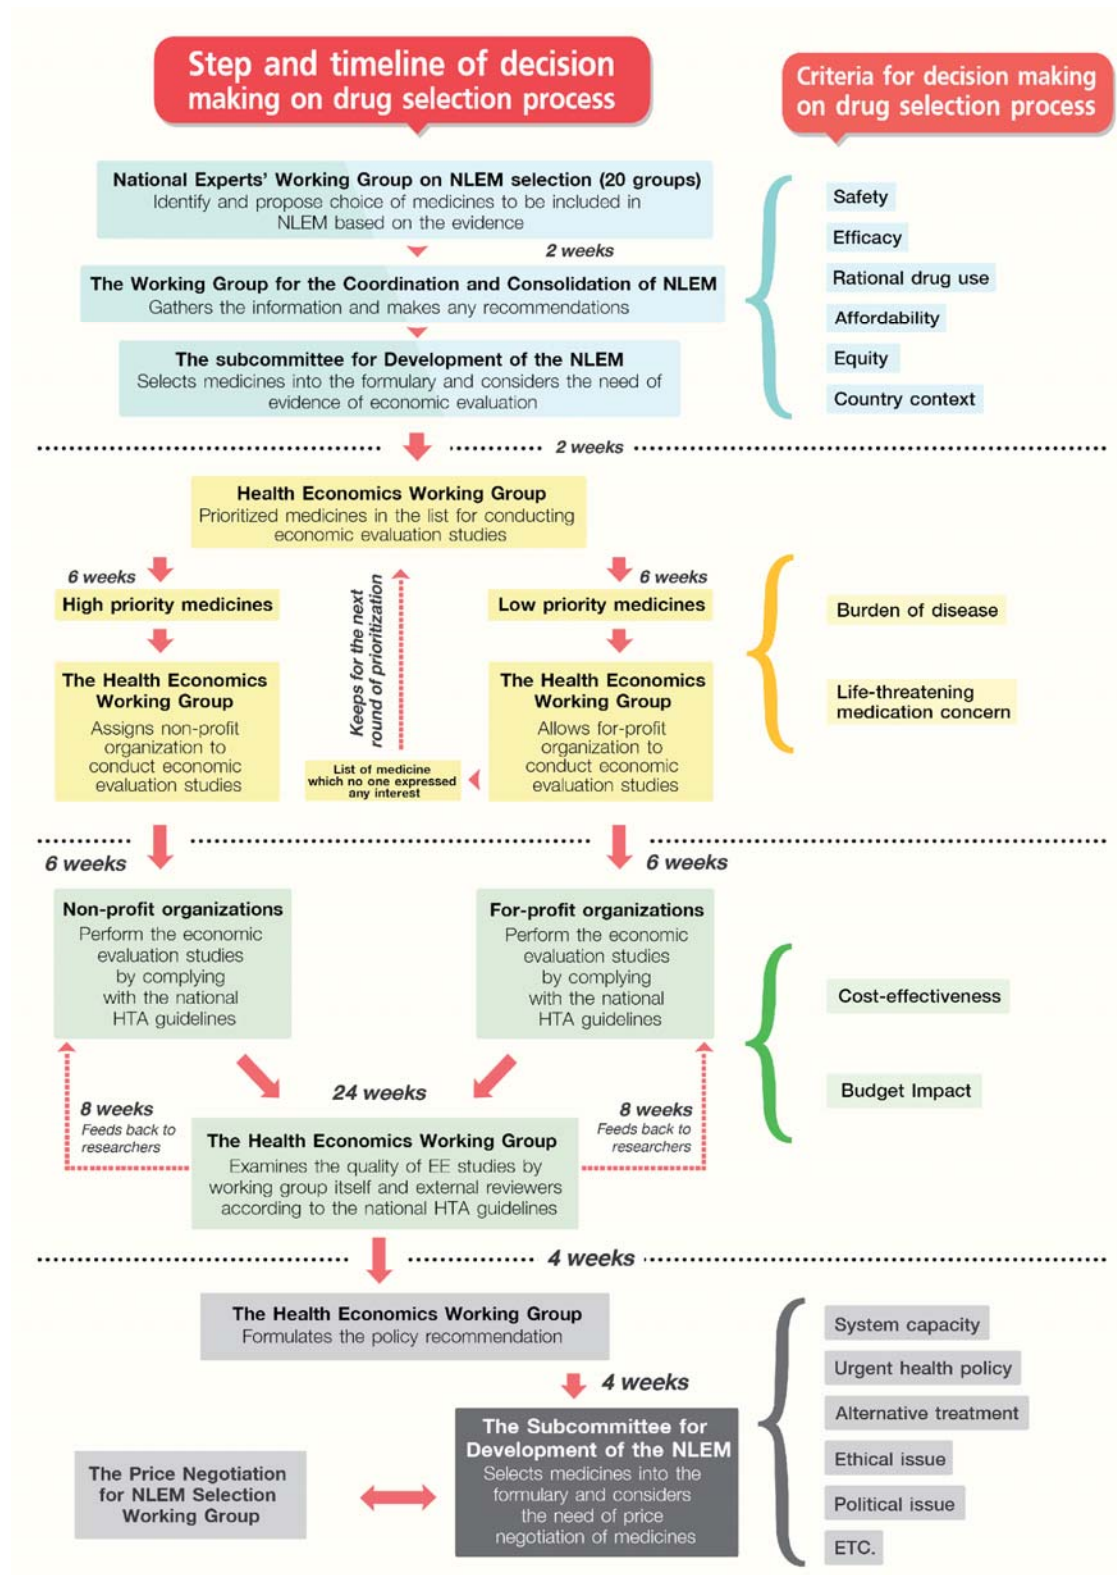 Step and timeline of decision
making on drug selection process
Criteria for decision making
on drug selection process
National Experts' Working Group on NLEM selection (20 groups)
Identify and propose choice of medicines to be included in
NLEM based on the evidence
2 weeks
The Working Group for the Coordination and Consolidation of NLEM
Gathers the information and makes any recommendations
The subcommittee for Development of the NLEM
Selects medicines into the formulary and considers the need of
evidence of economic evaluation
Safety
Efficacy
Rational drug use
Affordability
Equity
Country context
2 weeks
Health Economics Working Group
Prioritized medicines in the list for conducting
economic evaluation studies
6 weeks
High priority medicines
The Health Economics
Working Group
Assigns non-profit
organization to
conduct economic
evaluation studies
Keeps for the next
round of prioritization
List of medicine
which no one expressed
any interest
6 weeks
Low priority medicines
The Health Economics
Working Group
Allows for-profit
organization to
conduct economic
evaluation studies
Burden of disease
Life-threatening
medication concern
6 weeks
6 weeks
Non-profit organizations
Perform the economic
evaluation studies
by complying
with the national
HTA guidelines
For-profit organizations
Perform the economic
evaluation studies
by complying
with the national
HTA guidelines
24 weeks
8 weeks
Feeds back to
researchers
8 weeks
Feeds back to
researchers
The Health Economics Working Group
Examines the quality of EE studies by
working group itself and external reviewers
according to the national HTA guidelines
Cost-effectiveness
Budget Impact
4 weeks
The Health Economics Working Group
Formulates the policy recommendation
4 weeks
The Subcommittee for
Development of the NLEM
Selects medicines into the
formulary and considers
the need of price
negotiation of medicines
The Price Negotiation
for NLEM Selection
Working Group
System capacity
Urgent health policy
Alternative treatment
Ethical issue
Political issue
ETC.